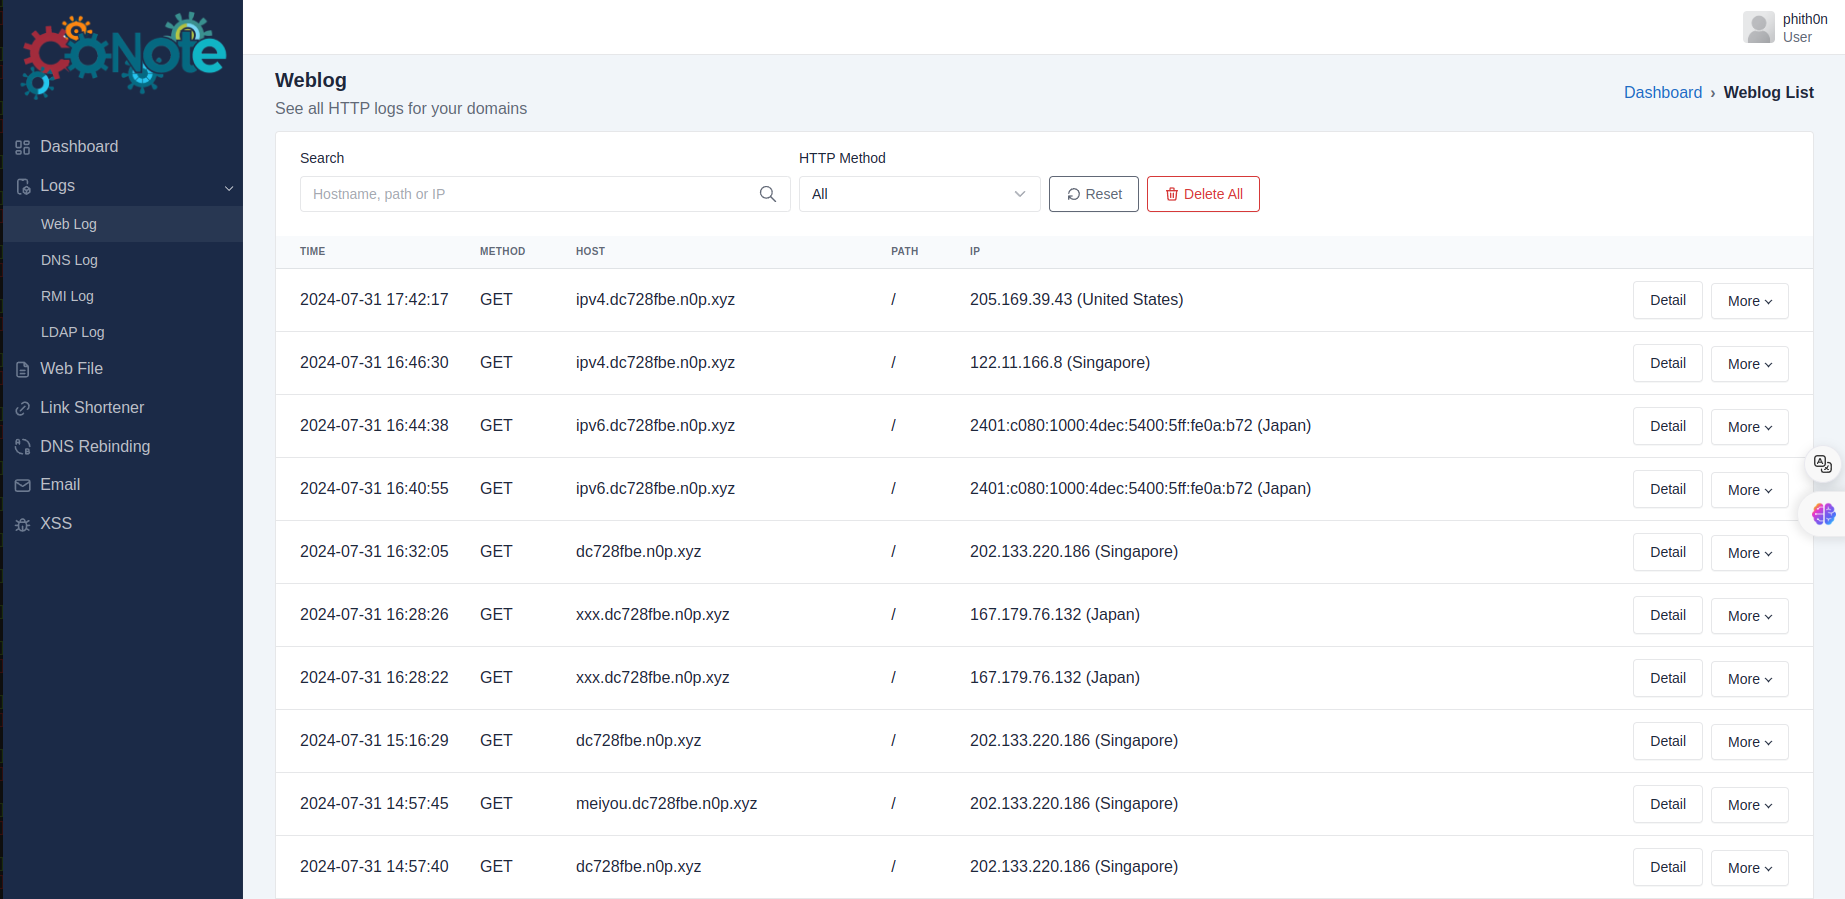 CoNote
phith0n
User
Weblog
See all HTTP logs for your domains
Dashboard › Weblog List
Dashboard
Logs
Web Log
DNS Log
RMI Log
LDAP Log
Web File
Link Shortener
DNS Rebinding
Email
XSS
Search HTTP Method
Hostname, path or IP All Reset Delete All
TIME METHOD HOST PATH IP
2024-07-31 17:42:17 GET ipv4.dc728fbe.n0p.xyz / 205.169.39.43 (United States) Detail More
2024-07-31 16:46:30 GET ipv4.dc728fbe.n0p.xyz / 122.11.166.8 (Singapore) Detail More
2024-07-31 16:44:38 GET ipv6.dc728fbe.n0p.xyz / 2401:c080:1000:4dec:5400:5ff:fe0a:b72 (Japan) Detail More
2024-07-31 16:40:55 GET ipv6.dc728fbe.n0p.xyz / 2401:c080:1000:4dec:5400:5ff:fe0a:b72 (Japan) Detail More
2024-07-31 16:32:05 GET dc728fbe.n0p.xyz / 202.133.220.186 (Singapore) Detail More
2024-07-31 16:28:26 GET xxx.dc728fbe.n0p.xyz / 167.179.76.132 (Japan) Detail More
2024-07-31 16:28:22 GET xxx.dc728fbe.n0p.xyz / 167.179.76.132 (Japan) Detail More
2024-07-31 15:16:29 GET dc728fbe.n0p.xyz / 202.133.220.186 (Singapore) Detail More
2024-07-31 14:57:45 GET meiyou.dc728fbe.n0p.xyz / 202.133.220.186 (Singapore) Detail More
2024-07-31 14:57:40 GET dc728fbe.n0p.xyz / 202.133.220.186 (Singapore) Detail More